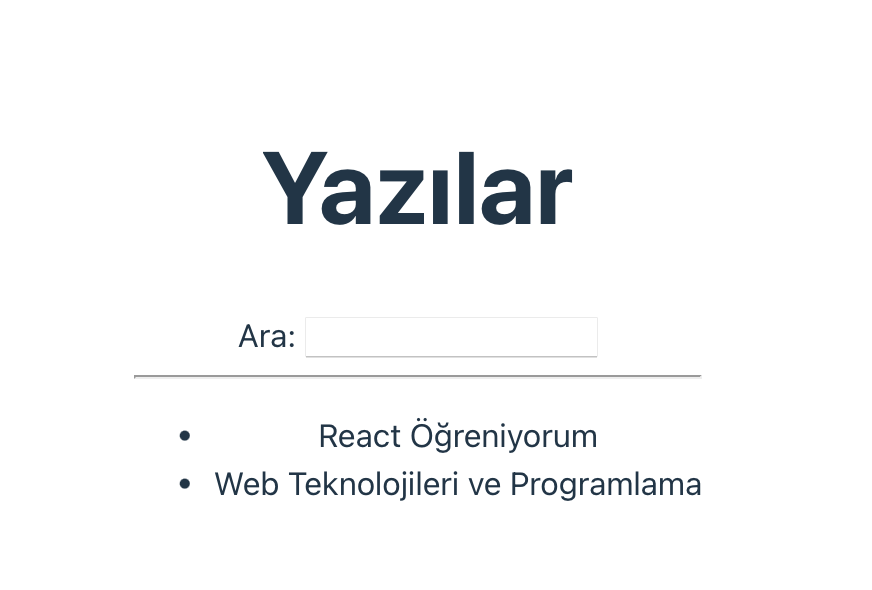 Yazılar
Ara:
• React Öğreniyorum
• Web Teknolojileri ve Programlama